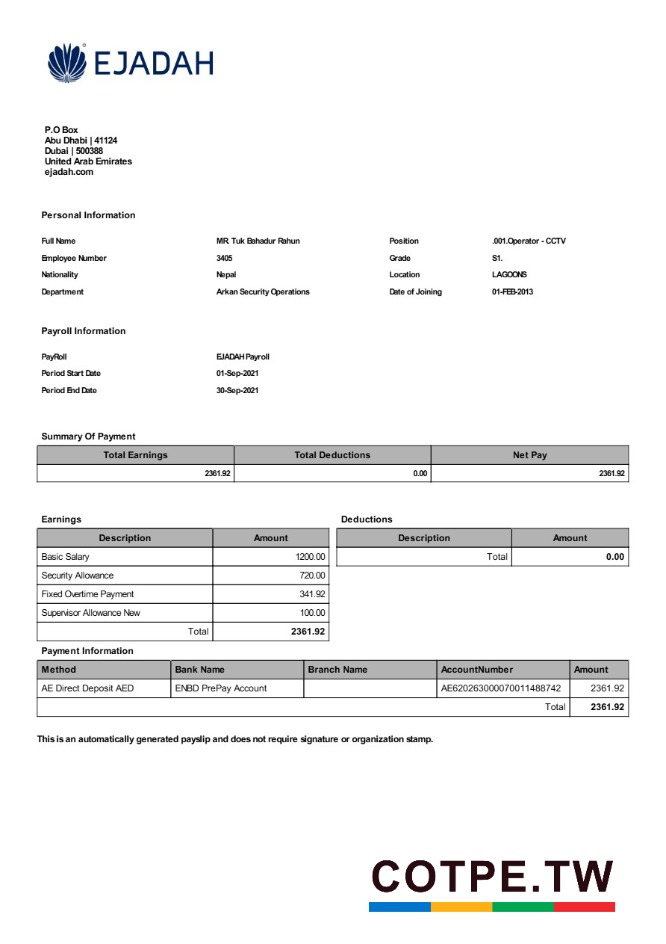 EJADAH
P.O Box
Abu Dhabi | 41124
Dubai | 500388
United Arab Emirates
ejadah.com
Personal Information
Full Name MR. Tuk Bahadur Rahun Position .001.Operator - CCTV
Employee Number 3405 Grade S1.
Nationality Nepal Location LAGOONS
Department Arkan Security Operations Date of Joining 01-FEB-2013
Payroll Information
PayRoll EJADAH Payroll
Period Start Date 01-Sep-2021
Period End Date 30-Sep-2021
Summary Of Payment
Total Earnings Total Deductions Net Pay
2361.92 0.00 2361.92
Earnings Deductions
Description Amount Description Amount
Basic Salary 1200.00 Total 0.00
Security Allowance 720.00
Fixed Overtime Payment 341.92
Supervisor Allowance New 100.00
Total 2361.92
Payment Information
Method Bank Name Branch Name AccountNumber Amount
AE Direct Deposit AED ENBD PrePay Account AE620263000070011488742 2361.92
Total 2361.92
This is an automatically generated payslip and does not require signature or organization stamp.
COTPE.TW